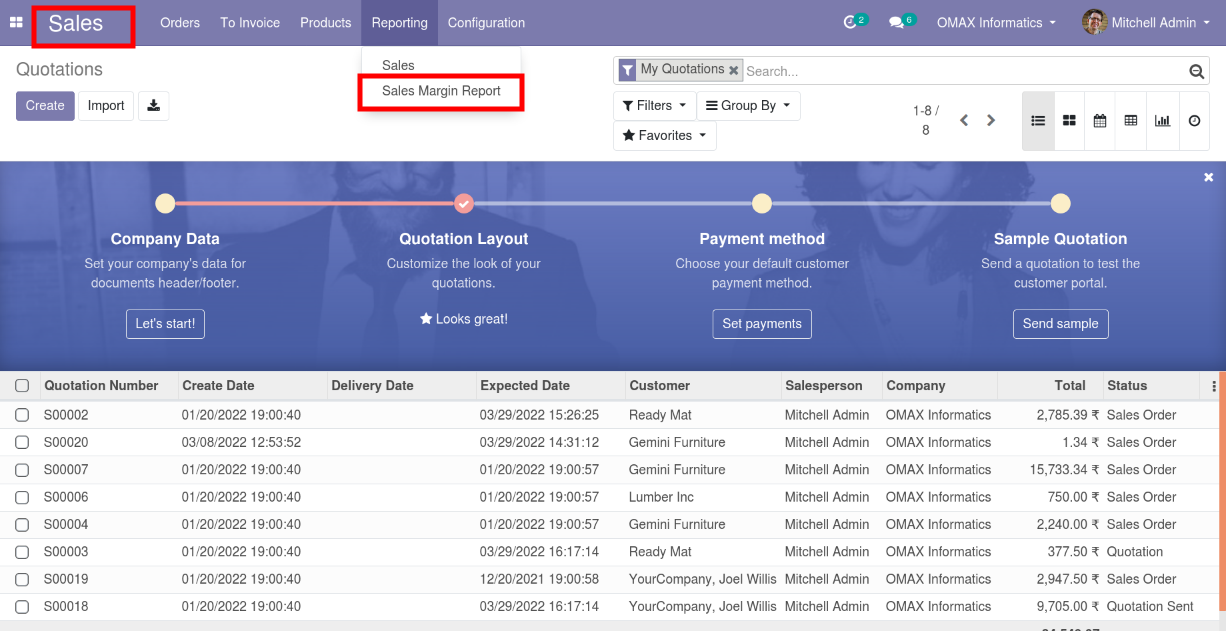 Sales Orders To Invoice Products Reporting Configuration 2 6 OMAX Informatics Mitchell Admin
Sales
Sales Margin Report
Quotations
My Quotations Search...
Create Import
Filters Group By
Favorites
1-8 /
8
Company Data Quotation Layout Payment method Sample Quotation
Set your company's data for Customize the look of your Choose your default customer Send a quotation to test the
documents header/footer. quotations. payment method. customer portal.
Let's start! Looks great! Set payments Send sample
Quotation Number Create Date Delivery Date Expected Date Customer Salesperson Company Total Status
S00002 01/20/2022 19:00:40 03/29/2022 15:26:25 Ready Mat Mitchell Admin OMAX Informatics 2,785.39 ₹ Sales Order
S00020 03/08/2022 12:53:52 03/29/2022 14:31:12 Gemini Furniture Mitchell Admin OMAX Informatics 1.34 ₹ Sales Order
S00007 01/20/2022 19:00:40 01/20/2022 19:00:57 Gemini Furniture Mitchell Admin OMAX Informatics 15,733.34 ₹ Sales Order
S00006 01/20/2022 19:00:40 01/20/2022 19:00:57 Lumber Inc Mitchell Admin OMAX Informatics 750.00 ₹ Sales Order
S00004 01/20/2022 19:00:40 01/20/2022 19:00:57 Gemini Furniture Mitchell Admin OMAX Informatics 2,240.00 ₹ Sales Order
S00003 01/20/2022 19:00:40 03/29/2022 16:17:14 Ready Mat Mitchell Admin OMAX Informatics 377.50 ₹ Quotation
S00019 01/20/2022 19:00:40 12/20/2021 19:00:58 YourCompany, Joel Willis Mitchell Admin OMAX Informatics 2,947.50 ₹ Sales Order
S00018 01/20/2022 19:00:40 03/29/2022 16:17:14 YourCompany, Joel Willis Mitchell Admin OMAX Informatics 9,705.00 ₹ Quotation Sent